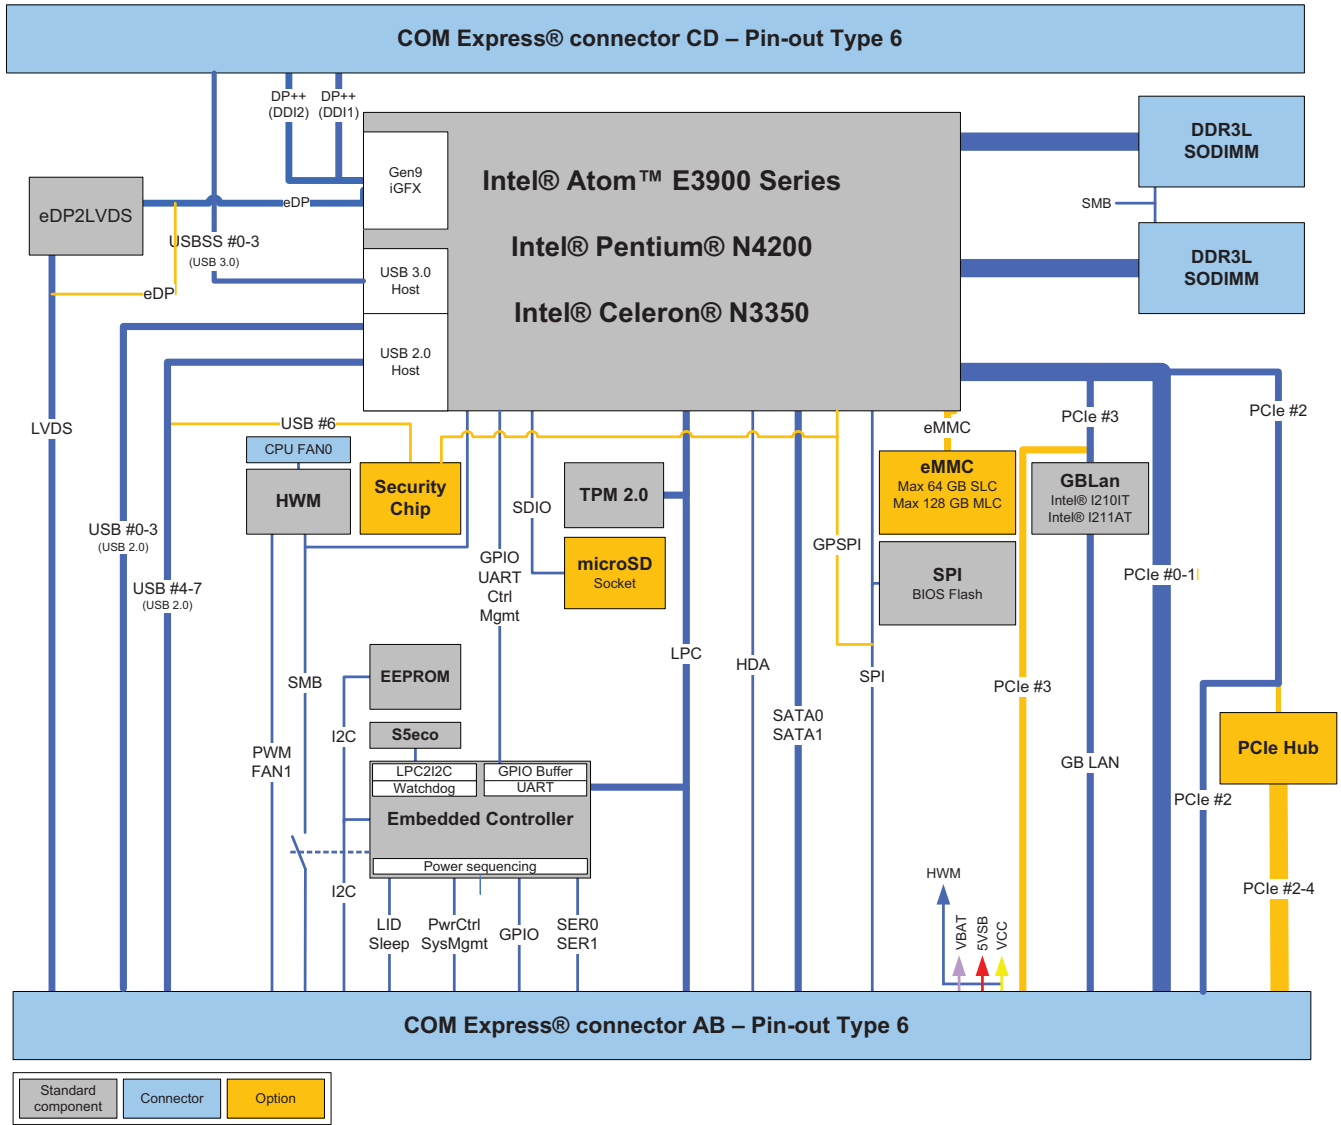 COM Express® connector CD – Pin-out Type 6
DP++
(DDI2)
DP++
(DDI1)
Gen9
iGFX
Intel® Atom™ E3900 Series
Intel® Pentium® N4200
Intel® Celeron® N3350
DDR3L
SODIMM
SMB
DDR3L
SODIMM
eDP2LVDS
eDP
USBSS #0-3
(USB 3.0)
eDP
USB 3.0
Host
USB 2.0
Host
LVDS
USB #6
CPU FAN0
HWM
Security
Chip
TPM 2.0
SDIO
microSD
Socket
GPIO
UART
Ctrl
Mgmt
USB #0-3
(USB 2.0)
USB #4-7
(USB 2.0)
eMMC
eMMC
Max 64 GB SLC
Max 128 GB MLC
GPSPI
SPI
BIOS Flash
PCIe #3
GBLan
Intel® I210IT
Intel® I211AT
PCIe #2
PCIe #0-1
EEPROM
SMB
I2C
S5eco
PWM
FAN1
LPC
HDA
SPI
SATA0
SATA1
PCIe #3
GB LAN
PCIe Hub
PCIe #2
LPC2I2C
Watchdog
GPIO Buffer
UART
Embedded Controller
Power sequencing
I2C
LID
Sleep
PwrCtrl
SysMgmt
GPIO
SER0
SER1
HWM
VBAT
5VSB
VCC
PCIe #2-4
COM Express® connector AB – Pin-out Type 6
Standard
component
Connector
Option